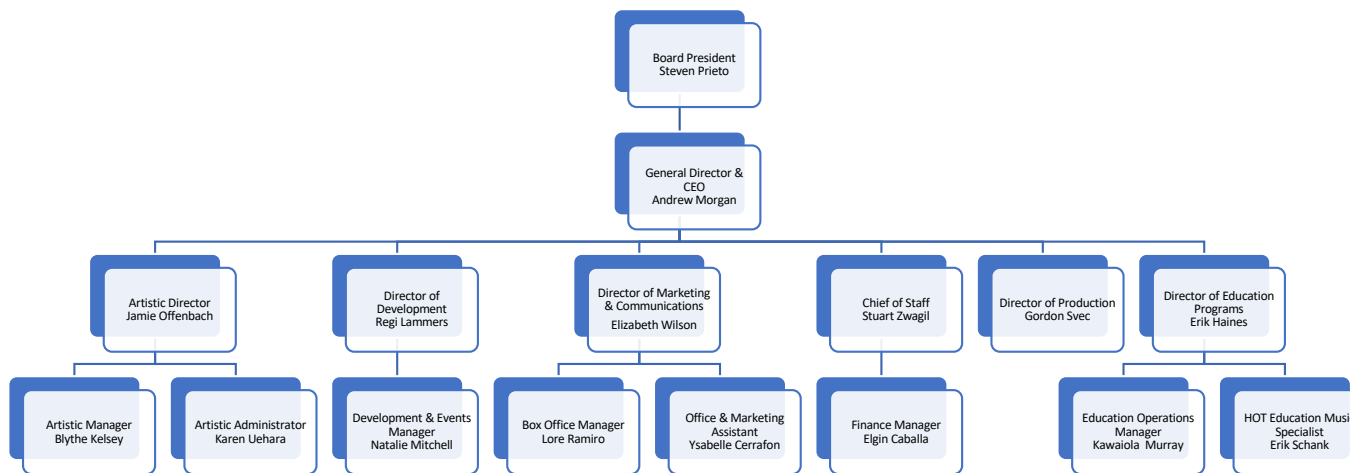 Board President
Steven Prieto
General Director &
CEO
Andrew Morgan
Artistic Director
Jamie Offenbach
Director of
Development
Regi Lammers
Director of Marketing
& Communications
Elizabeth Wilson
Chief of Staff
Stuart Zwagil
Director of Production
Gordon Svec
Director of Education
Programs
Erik Haines
Artistic Manager
Blythe Kelsey
Artistic Administrator
Karen Uehara
Development & Events
Manager
Natalie Mitchell
Box Office Manager
Lore Ramiro
Office & Marketing
Assistant
Ysabelle Cerrafon
Finance Manager
Elgin Caballa
Education Operations
Manager
Kawaiola Murray
HOT Education Music
Specialist
Erik Schank